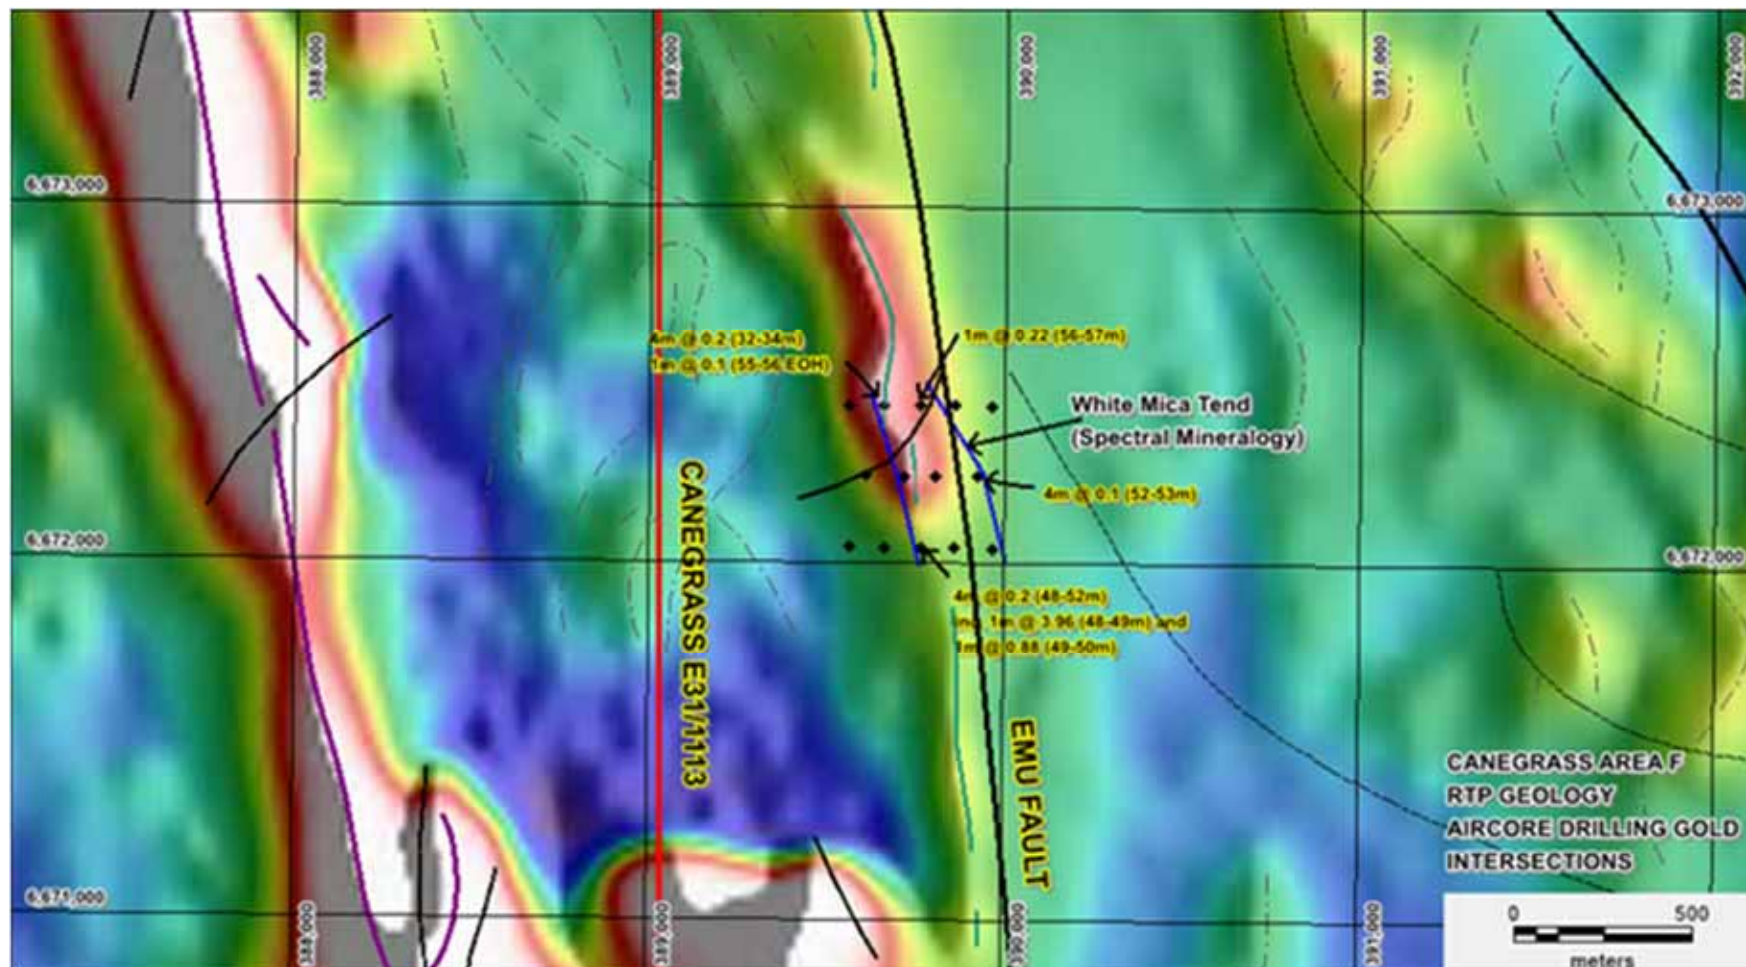 388,000
389,000
390,000
391,000
392,000
6,673,000
6,673,000
4m @ 0.2 (32-34m)
1m @ 0.1 (55-56 EOH)
1m @ 0.22 (56-57m)
White Mica Tend
(Spectral Mineralogy)
4m @ 0.1 (52-53m)
CANEGRASS E31/1113
6,672,000
6,672,000
4m @ 0.2 (48-52m)
inc 1m @ 3.96 (48-49m) and
1m @ 0.88 (49-50m)
EMU FAULT
CANEGRASS AREA F
RTP GEOLOGY
AIRCORE DRILLING GOLD
INTERSECTIONS
6,671,000
388,000
389,000
390,000
391,000
0 500
meters